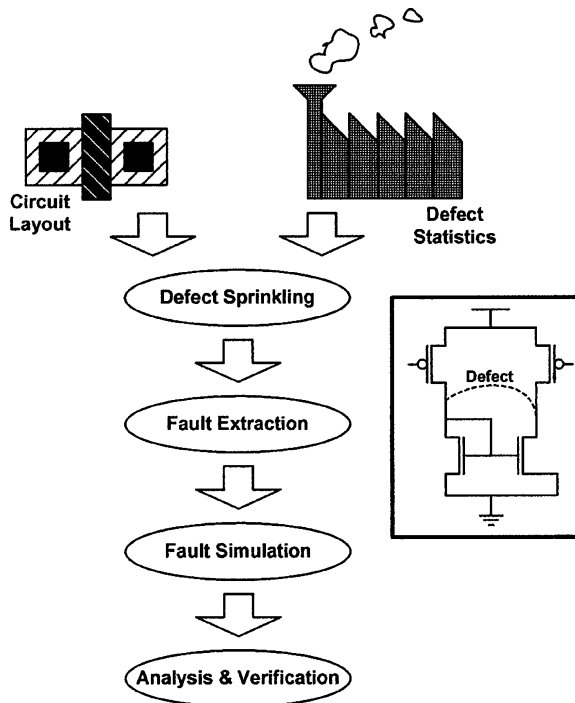 Circuit
Layout
Defect
Statistics
Defect Sprinkling
Defect
Fault Extraction
Fault Simulation
Analysis & Verification